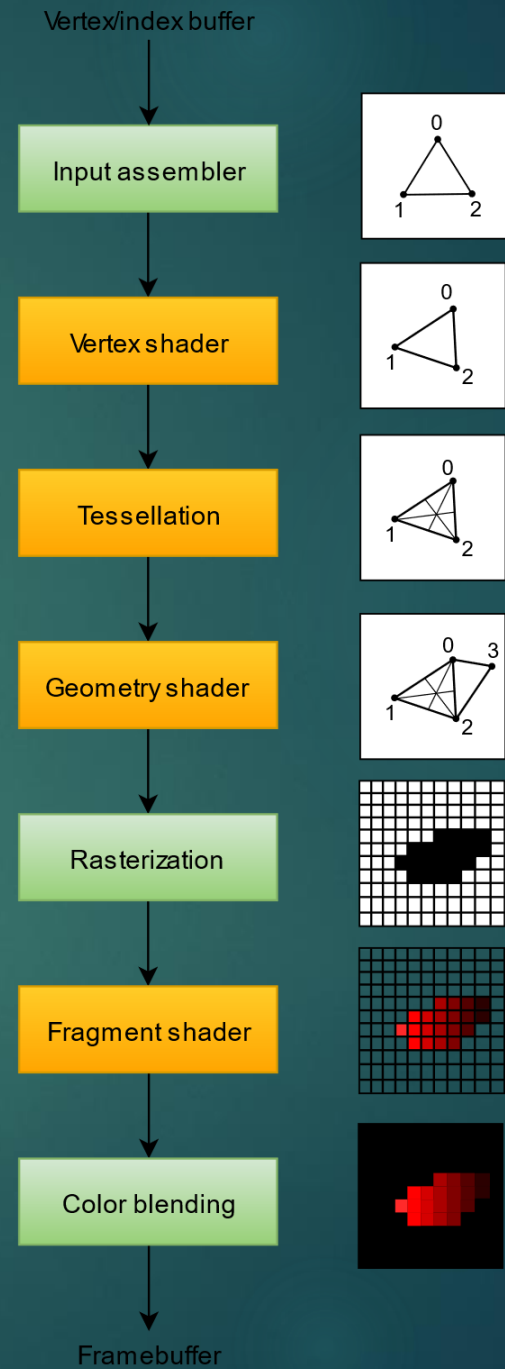 Vertex/index buffer
Input assembler
0
1
2
Vertex shader
0
1
2
Tessellation
0
1
2
Geometry shader
0
3
1
2
Rasterization
Fragment shader
Color blending
Framebuffer